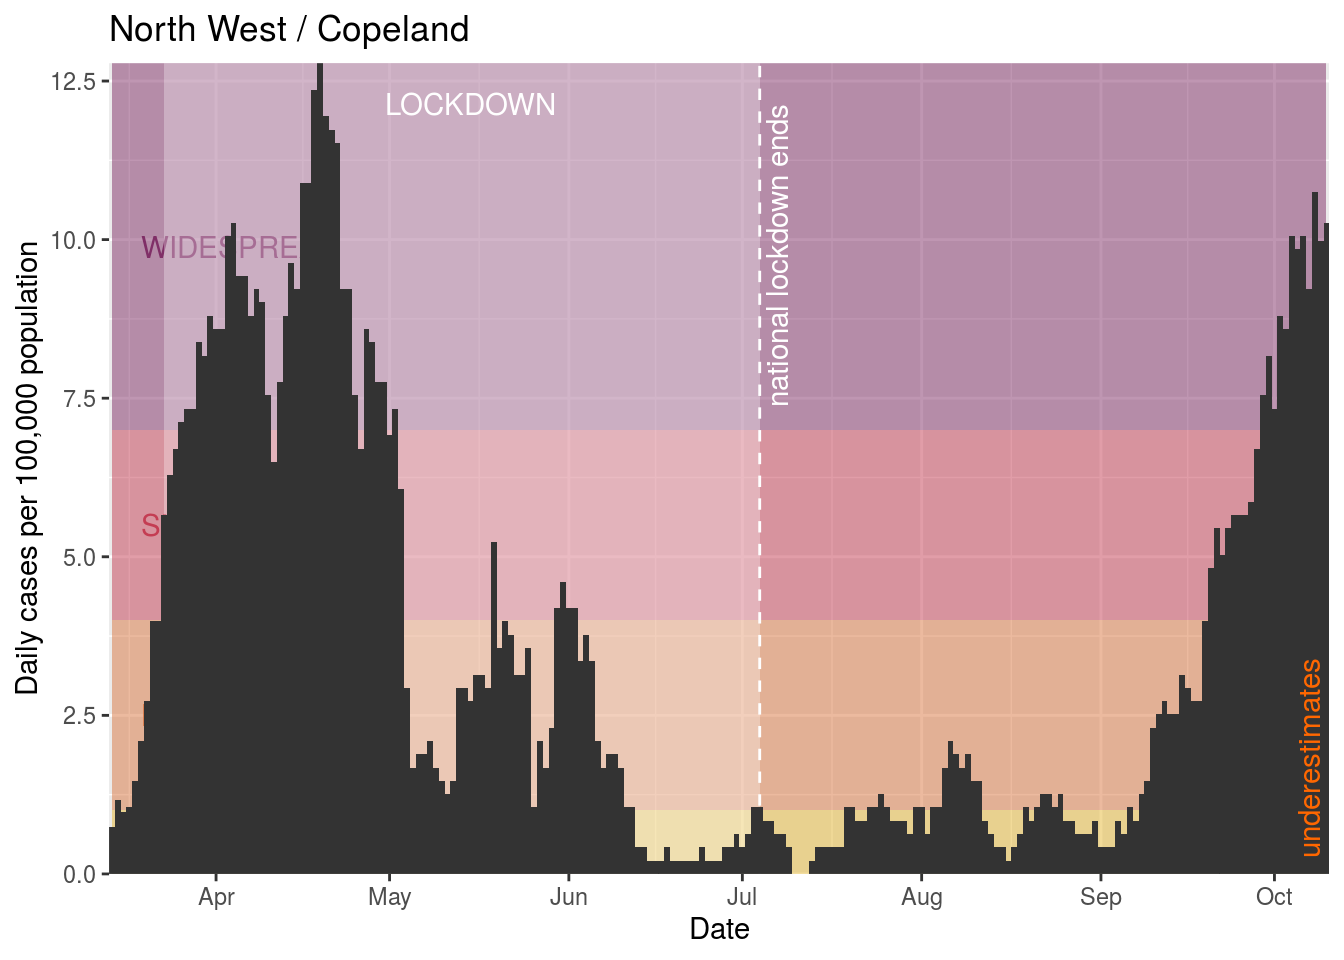 North West / Copeland
12.5
10.0
7.5
5.0
2.5
0.0
Daily cases per 100,000 population
LOCKDOWN
national lockdown ends
WIDESPRE
S
underestimates
Apr
May
Jun
Jul
Aug
Sep
Oct
Date